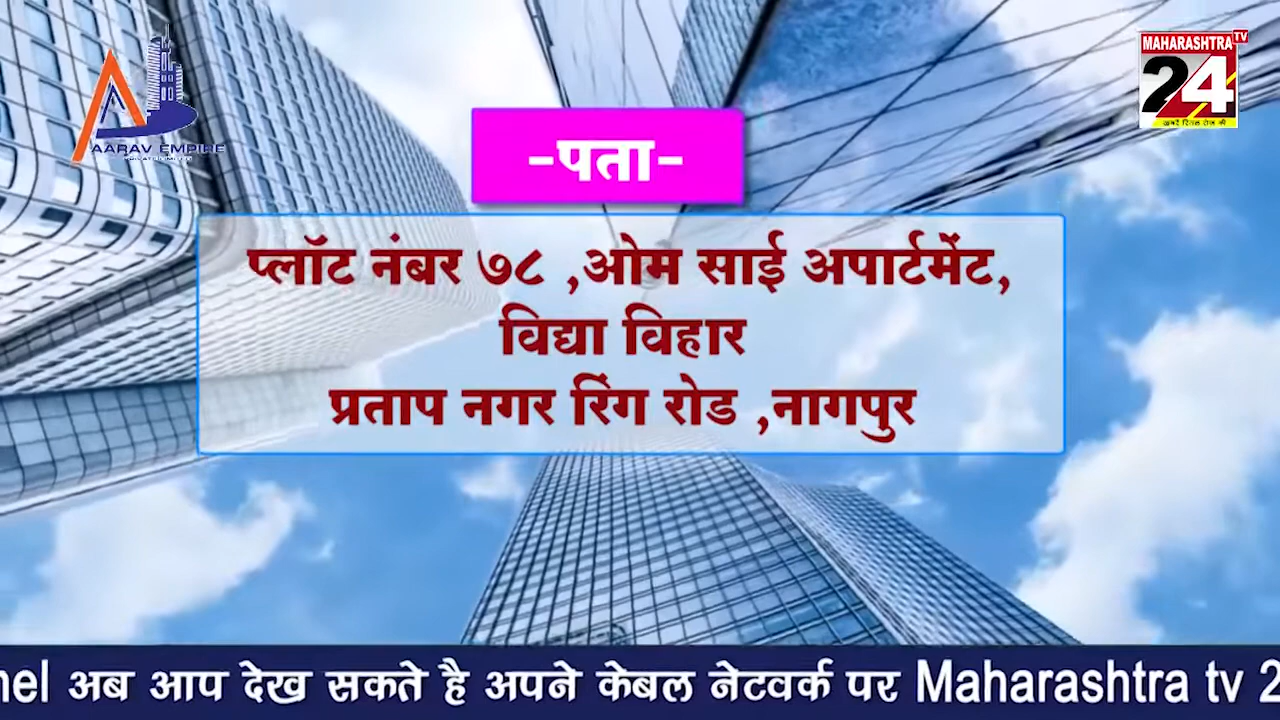 AARAV EMPIRE
MAHARASHTRA TV
24
-पता-
प्लॉट नंबर ७८ ,ओम साई अपार्टमेंट,
विद्या विहार
प्रताप नगर रिंग रोड ,नागपुर
nel अब आप देख सकते है अपने केबल नेटवर्क पर Maharashtra tv 2